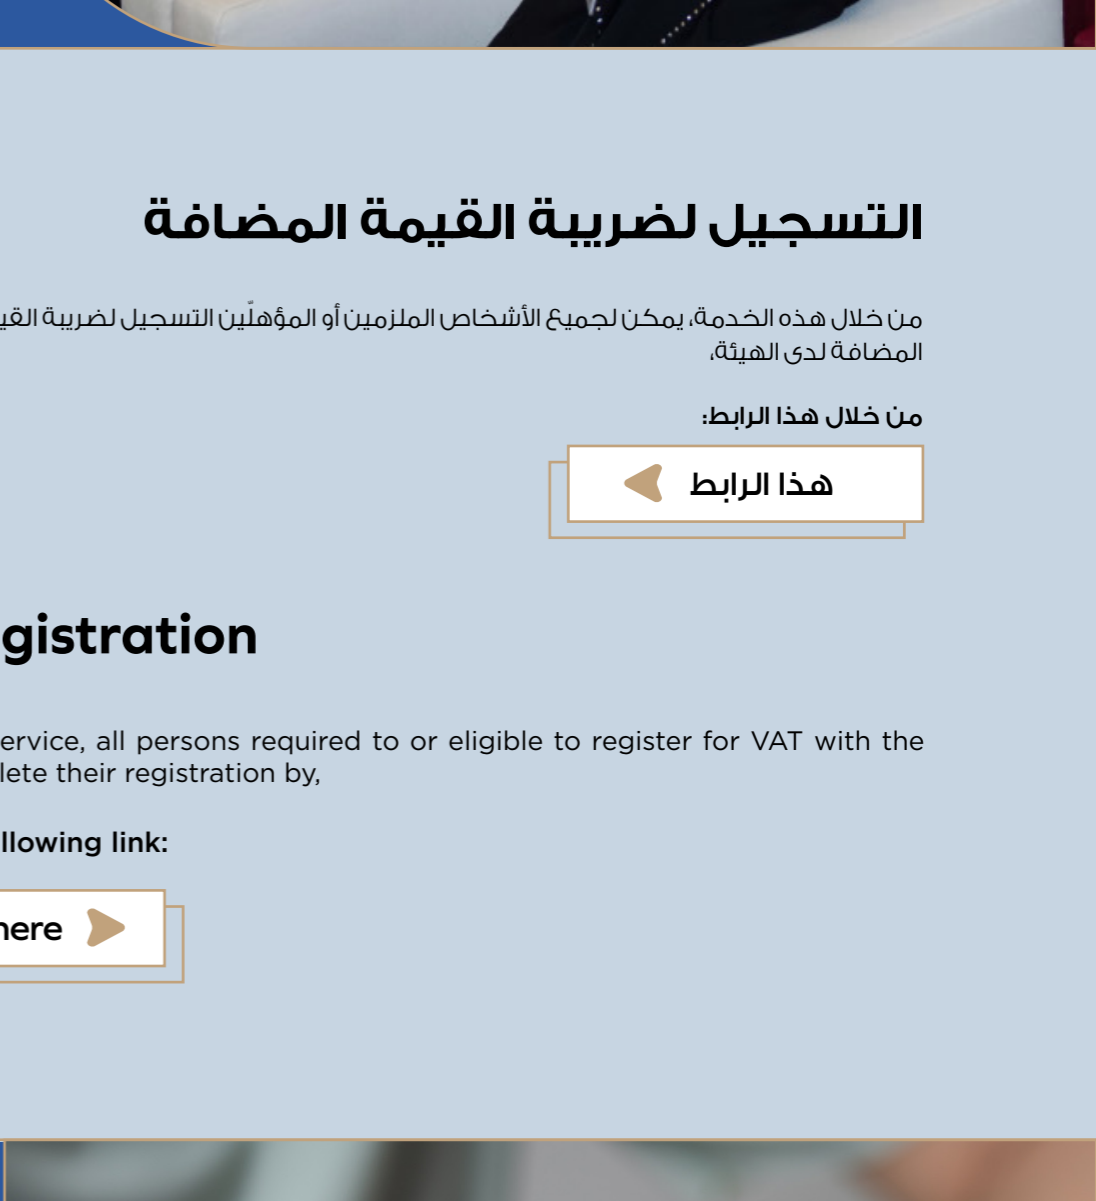 التسجيل لضريبة القيمة المضافة
من خلال هذه الخدمة، يمكن لجميع الأشخاص الملزمين أو المؤهلّين التسجيل لضريبة
المضافة لدى الهيئة،
من خلال هذا الرابط:
هذا الرابط
gistration
ervice, all persons required to or eligible to register for VAT with the
lete their registration by,
llowing link:
here